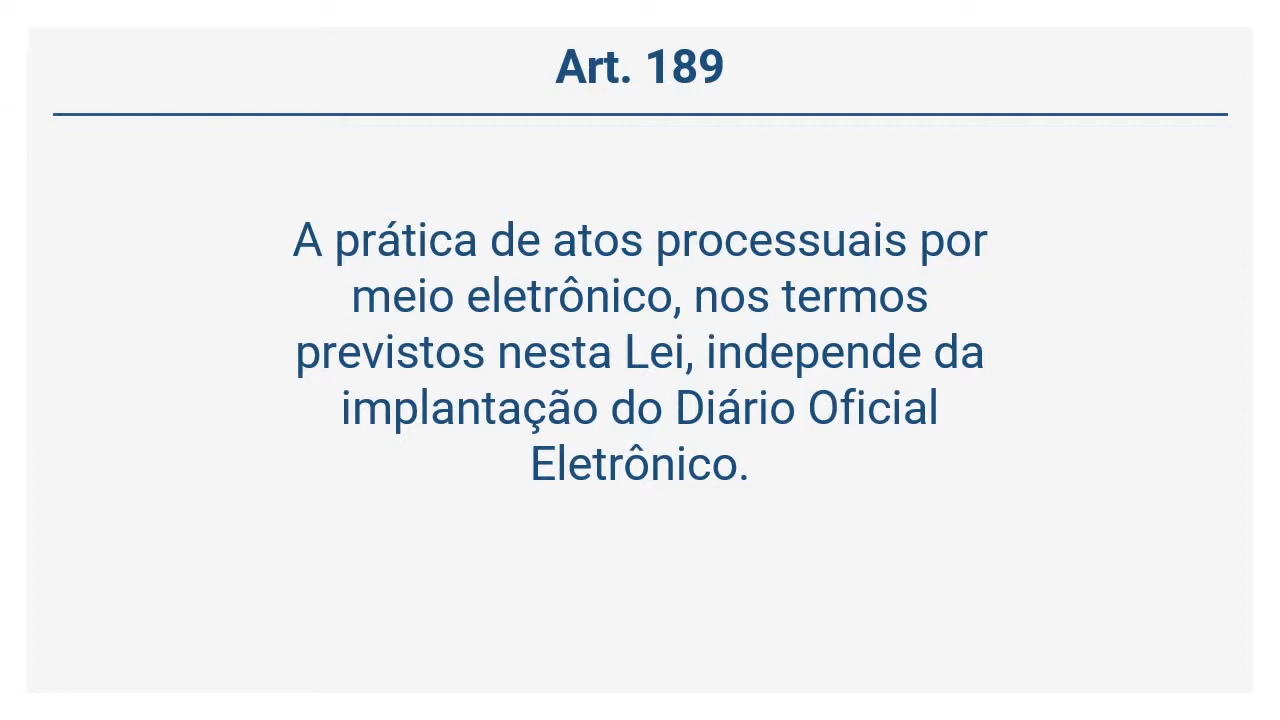 Art. 189
A prática de atos processuais por
meio eletrônico, nos termos
previstos nesta Lei, independe da
implantação do Diário Oficial
Eletrônico.